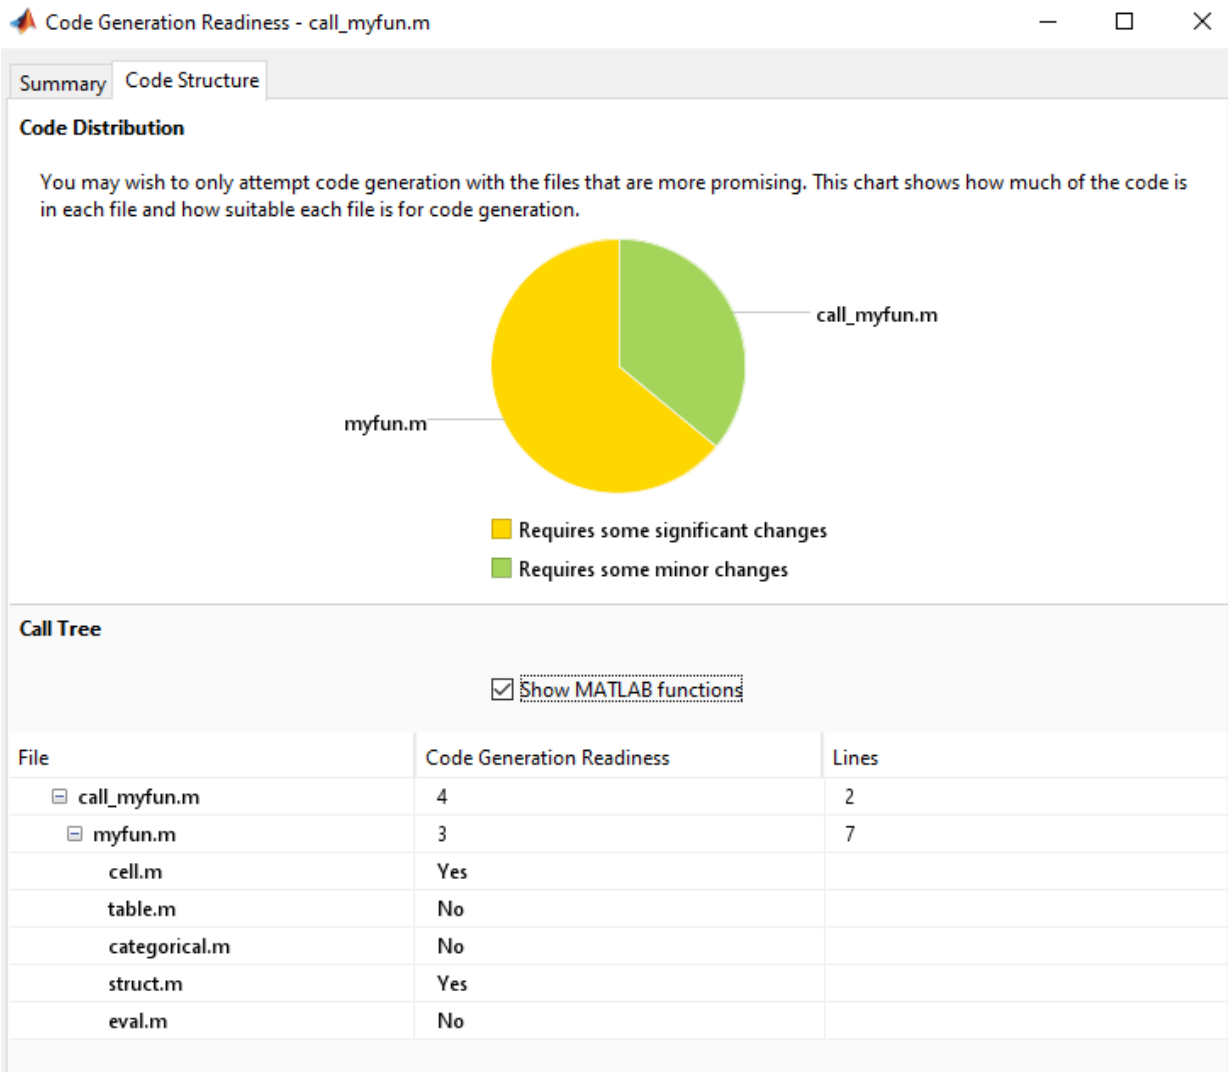 Code Generation Readiness - call_myfun.m
Summary
Code Structure
Code Distribution
You may wish to only attempt code generation with the files that are more promising. This chart shows how much of the code is
in each file and how suitable each file is for code generation.
call_myfun.m
myfun.m
Requires some significant changes
Requires some minor changes
Call Tree
Show MATLAB functions
File Code Generation Readiness Lines
call_myfun.m 4 2
myfun.m 3 7
cell.m Yes
table.m No
categorical.m No
struct.m Yes
eval.m No